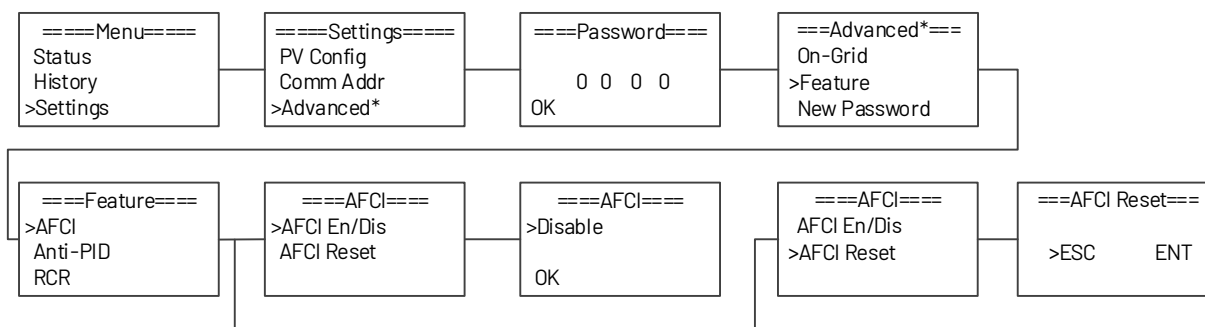 =====Menu=====
Status
History
>Settings
=====Settings=====
PV Config
Comm Addr
>Advanced*
====Password====
0 0 0 0
OK
===Advanced*===
On-Grid
>Feature
New Password
====Feature====
>AFCI
Anti-PID
RCR
====AFCI====
>AFCI En/Dis
AFCI Reset
====AFCI====
>Disable
OK
====AFCI====
AFCI En/Dis
>AFCI Reset
===AFCI Reset===
>ESC ENT